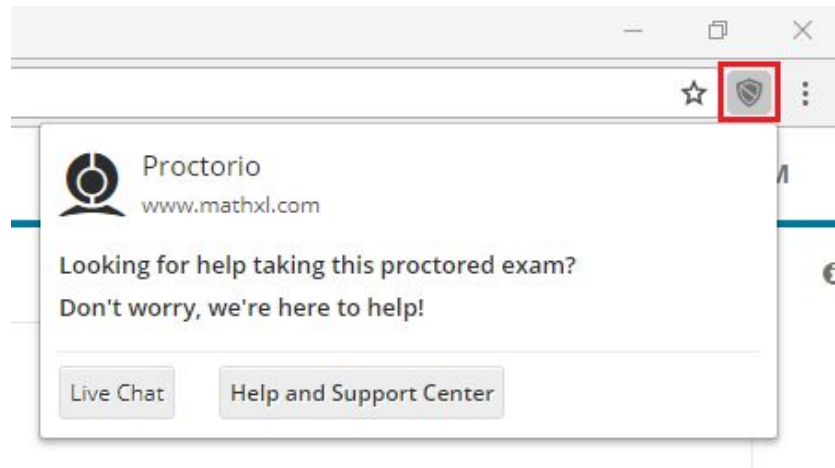 M
Proctorio
www.mathxl.com
Looking for help taking this proctored exam?
Don't worry, we're here to help!
Live Chat
Help and Support Center